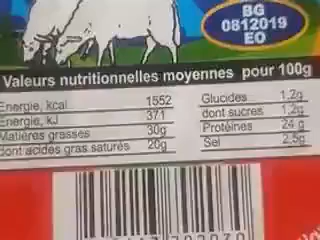 BG
0812019
EO
Valeurs nutritionnelles moyennes pour 100g
Energie, kcal 1552
Energie, kJ 371
Matières grasses 30g
dont acides gras saturés 20g
Glucides 1,2g
dont sucres 1,2g
Protéines 24 g
Sel 2,5g